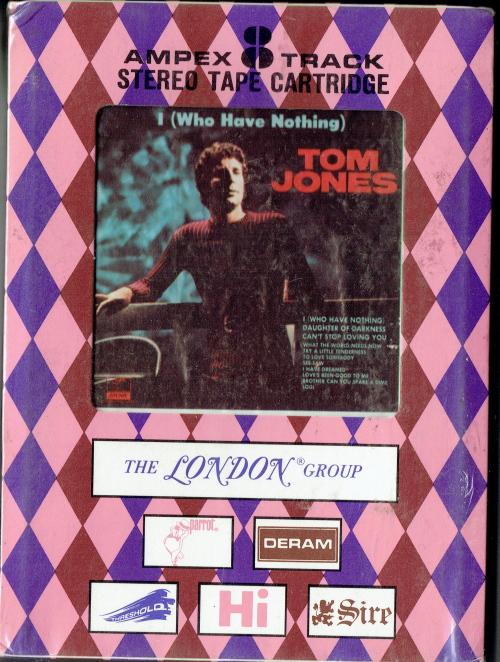 AMPEX 8 TRACK
STEREO TAPE CARTRIDGE
I (Who Have Nothing)
TOM
JONES
I (WHO HAVE NOTHING)
DAUGHTER OF DARKNESS
CAN'T STOP LOVING YOU
WHAT THE WORLD NEEDS NOW
TRY A LITTLE TENDERNESS
TO LOVE SOMEBODY
SEE-SAW
I HAVE DREAMED
LOVE'S BEEN GOOD TO ME
BROTHER CAN YOU SPARE A DIME
THE LONDON® GROUP
parrot
DERAM
THRESHOLD
Hi
Sire